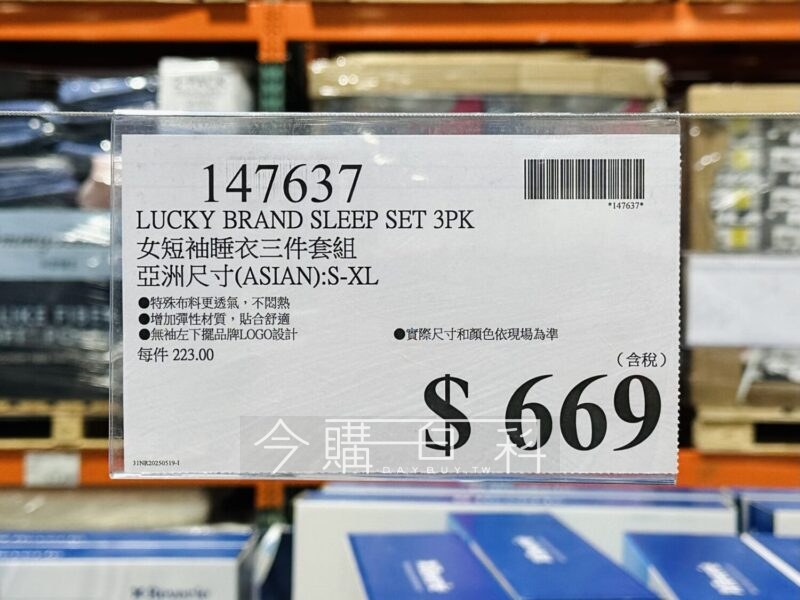 147637
*147637*
LUCKY BRAND SLEEP SET 3PK
女短袖睡衣三件套組
亞洲尺寸(ASIAN):S-XL
●特殊布料更透氣，不悶熱
●增加彈性材質，貼合舒適
●無袖左下擺品牌LOGO設計
●實際尺寸和顏色依現場為準
每件 223.00
（含稅）
$ 669
今購百科
DAYBUY.TW
31NR20250519-I